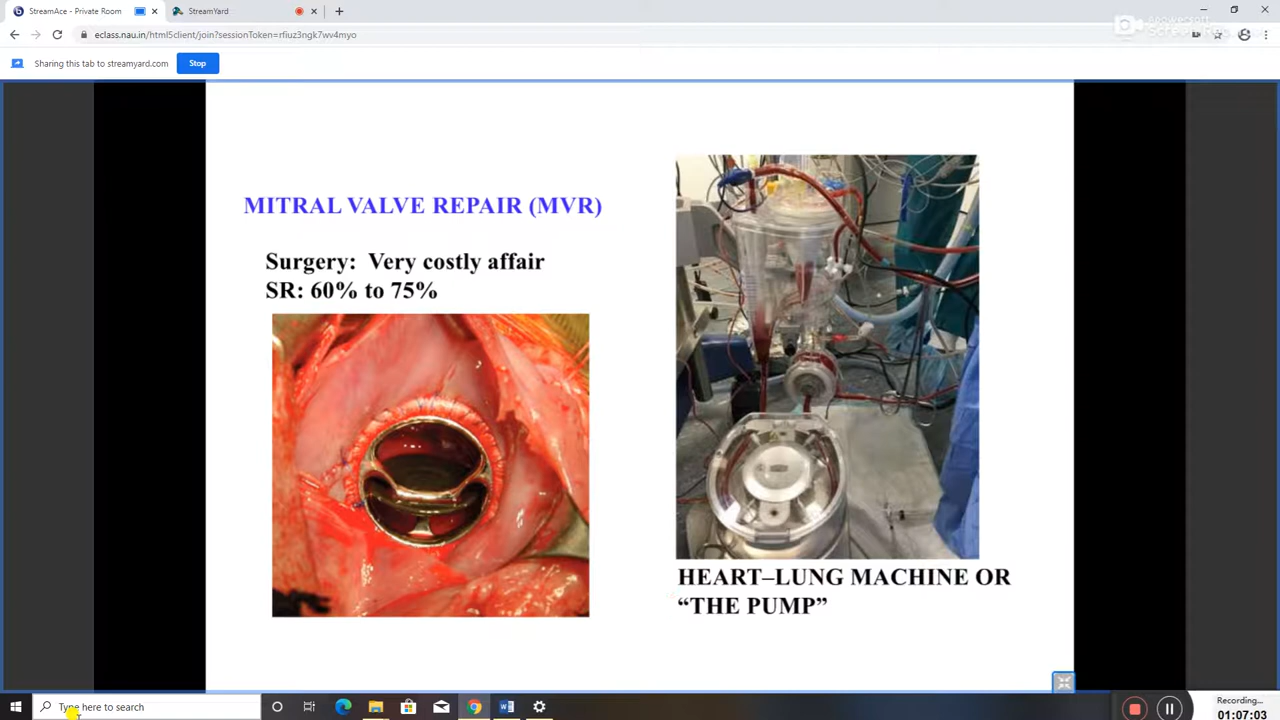 StreamAce - Private Room
StreamYard
eclass.nau.in/html5client/join?sessionToken=rfiuz3ngk7wv4myo
Sharing this tab to streamyard.com
Stop
MITRAL VALVE REPAIR (MVR)
Surgery: Very costly affair
SR: 60% to 75%
HEART–LUNG MACHINE OR
“THE PUMP”
Type here to search
Recording...
01:07:03